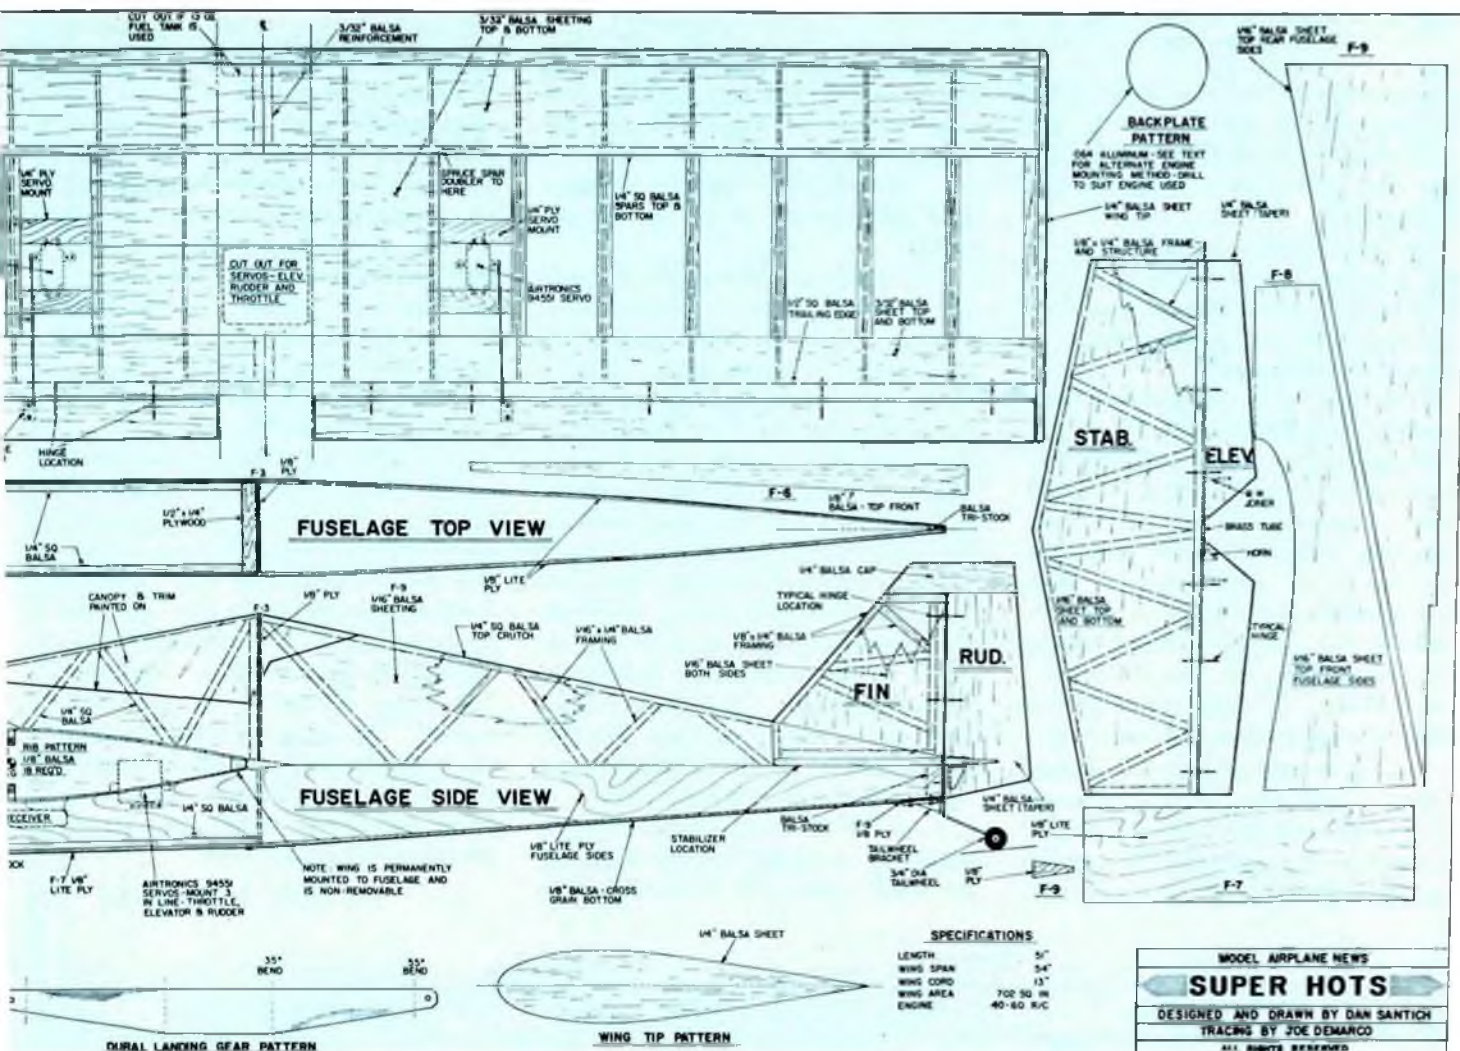 CUT OUT IF 13 OZ.
FUEL TANK IS
USED
3/32" BALSA
REINFORCEMENT
3/32" BALSA SHEETING
TOP & BOTTOM
1/16" BALSA SHEET
TOP REAR FUSELAGE
SIDES
F-9
BACKPLATE
PATTERN
ALUMINUM - SEE TEXT
FOR ALTERNATE ENGINE
MOUNTING METHOD - DRILL
TO SUIT ENGINE USED
PLY
SERVO
MOUNT
SPRUCE SPAR
DOUBLER TO
HERE
PLY
SERVO
MOUNT
1/4" SQ BALSA
SPARS TOP &
BOTTOM
1/4" BALSA SHEET
WING TIP
1/4" BALSA
SHEET (TAPER)
1/8" x 1/4" BALSA FRAME
AND STRUCTURE
F-8
CUT OUT FOR
SERVOS - ELEV.
RUDDER AND
THROTTLE
AIRTRONICS
94551 SERVO
1/2" SQ BALSA
TRAILING EDGE
3/32" BALSA
SHEET TOP
AND BOTTOM
STAB.
ELEV.
HINGE
LOCATION
F-3
1/8"
PLY
1/2" x 1/4"
PLYWOOD
1/4" SQ
BALSA
FUSELAGE TOP VIEW
F-6
BALSA - TOP FRONT
BALSA
TRI-STOCK
JOINER
BRASS TUBE
HORN
1/8" LITE
PLY
CANOPY & TRIM
PAINTED ON
F-3
1/8" PLY
F-9
1/16" BALSA
SHEETING
1/4" SQ BALSA
TOP CRUTCH
1/16" x 1/4" BALSA
FRAMING
1/4" BALSA CAP
TYPICAL HINGE
LOCATION
1/8" x 1/4" BALSA
FRAMING
1/16" BALSA SHEET
BOTH SIDES
FIN
RUD.
1/16" BALSA
SHEET TOP
AND BOTTOM
TYPICAL
HINGE
1/16" BALSA SHEET
TOP FRONT
FUSELAGE SIDES
1/4" SQ
BALSA
RIB PATTERN
1/8" BALSA
18 REQ'D
RECEIVER
1/4" SQ BALSA
FUSELAGE SIDE VIEW
F-7 1/8"
LITE PLY
AIRTRONICS 94551
SERVOS - MOUNT 3
IN LINE - THROTTLE,
ELEVATOR & RUDDER
NOTE: WING IS PERMANENTLY
MOUNTED TO FUSELAGE AND
IS NON-REMOVABLE
1/8" LITE PLY
FUSELAGE SIDES
1/8" BALSA - CROSS
GRAIN BOTTOM
STABILIZER
LOCATION
BALSA
TRI-STOCK
F-9
1/8 PLY
TAILWHEEL
BRACKET
3/4" DIA
TAILWHEEL
1/4" BALSA
SHEET (TAPER)
1/8" LITE
PLY
1/8"
PLY
F-9
F-7
35°
BEND
55°
BEND
DURAL LANDING GEAR PATTERN
1/4" BALSA SHEET
WING TIP PATTERN
SPECIFICATIONS
LENGTH 51"
WING SPAN 54"
WING CORD 13"
WING AREA 702 SQ IN
ENGINE 40-60 R/C
MODEL AIRPLANE NEWS
SUPER HOTS
DESIGNED AND DRAWN BY DAN SANTICH
TRACING BY JOE DEMARCO
ALL RIGHTS RESERVED